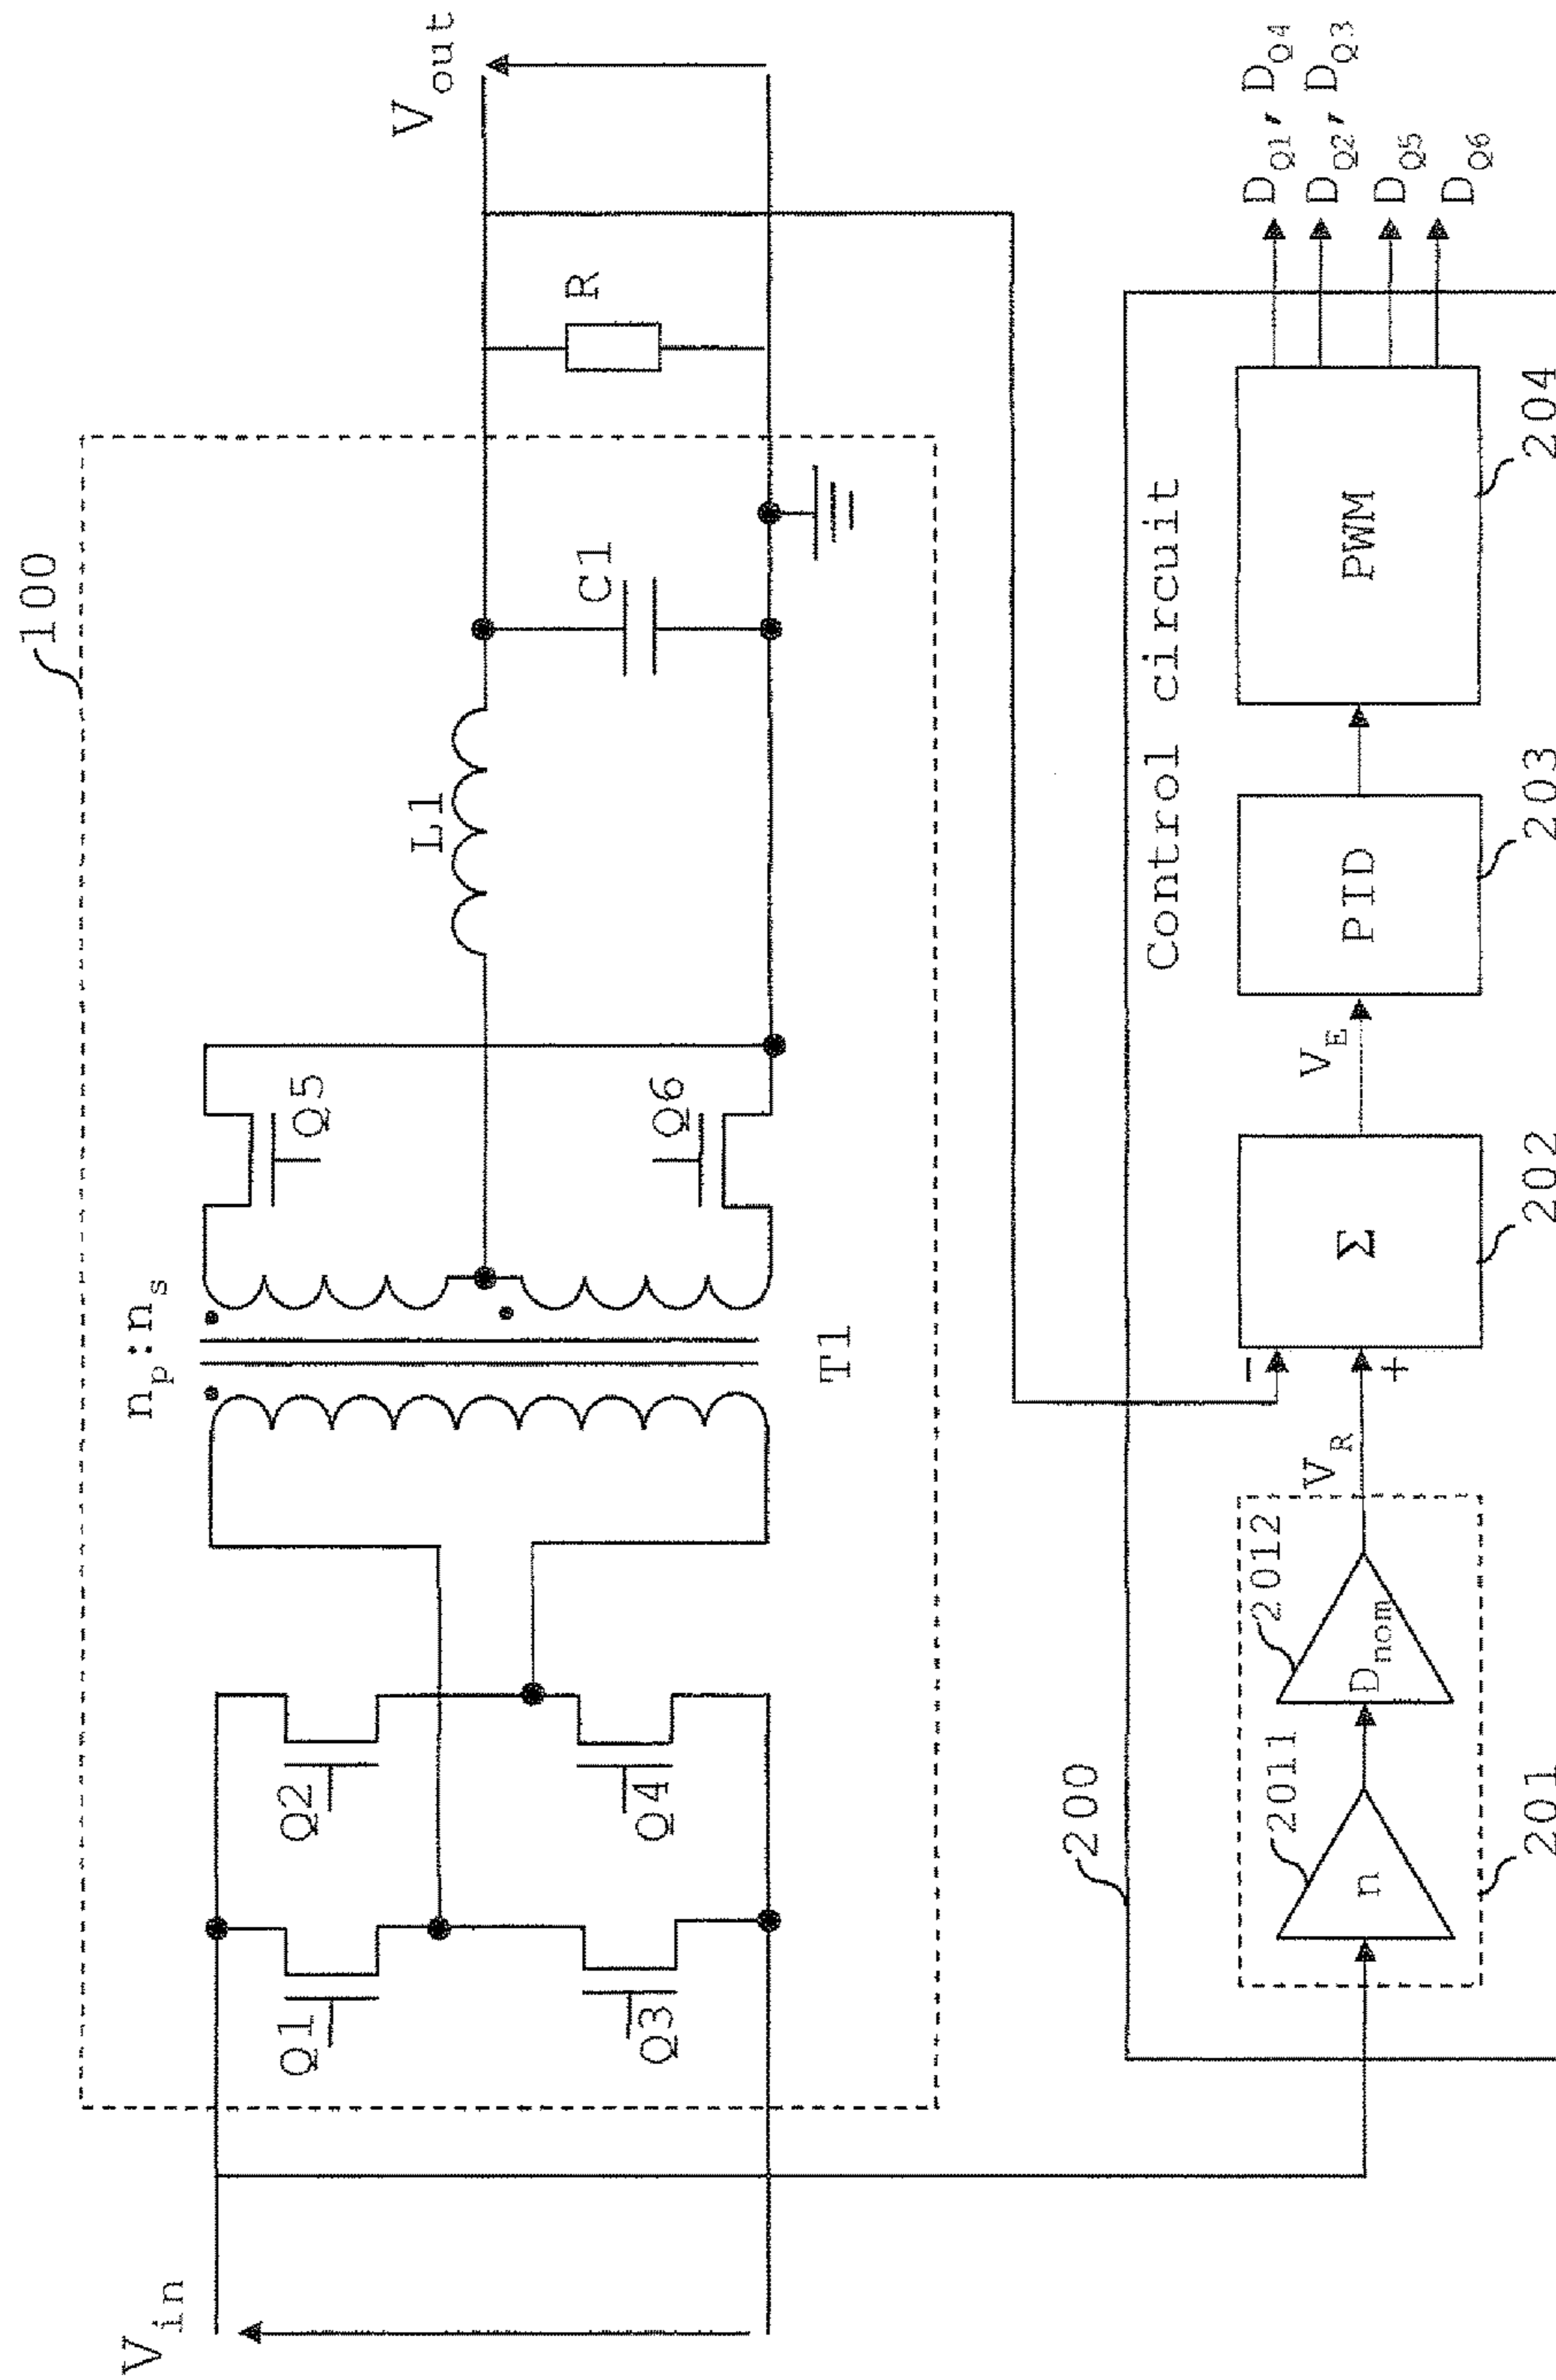 100
V_in
Q1
Q2
Q3
Q4
n_p:n_s
T1
Q5
Q6
L1
C1
R
V_out
200
Control circuit
201
2011
n
2012
D_nom
V_R
-
+
Σ
202
V_E
PID
203
PWM
204
D_Q1, D_Q4
D_Q2, D_Q3
D_Q5
D_Q6